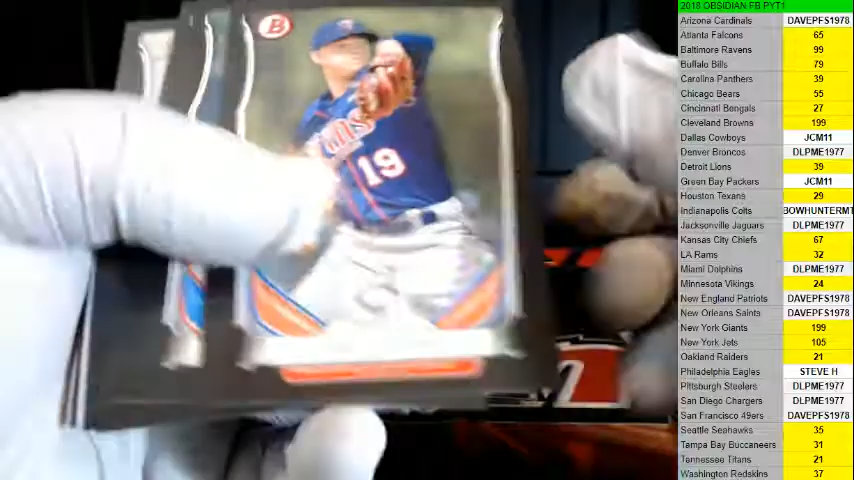 2018 OBSIDIAN FB PYT1
Arizona Cardinals DAVEPFS1978
Atlanta Falcons 65
Baltimore Ravens 99
Buffalo Bills 79
Carolina Panthers 39
Chicago Bears 55
Cincinnati Bengals 27
Cleveland Browns 199
Dallas Cowboys JCM11
Denver Broncos DLPME1977
Detroit Lions 39
Green Bay Packers JCM11
Houston Texans 29
Indianapolis Colts BOWHUNTERMT
Jacksonville Jaguars DLPME1977
Kansas City Chiefs 67
LA Rams 32
Miami Dolphins DLPME1977
Minnesota Vikings 24
New England Patriots DAVEPFS1978
New Orleans Saints DAVEPFS1978
New York Giants 199
New York Jets 105
Oakland Raiders 21
Philadelphia Eagles STEVE H
Pittsburgh Steelers DLPME1977
San Diego Chargers DLPME1977
San Francisco 49ers DAVEPFS1978
Seattle Seahawks 35
Tampa Bay Buccaneers 31
Tennessee Titans 21
Washington Redskins 37
B
19